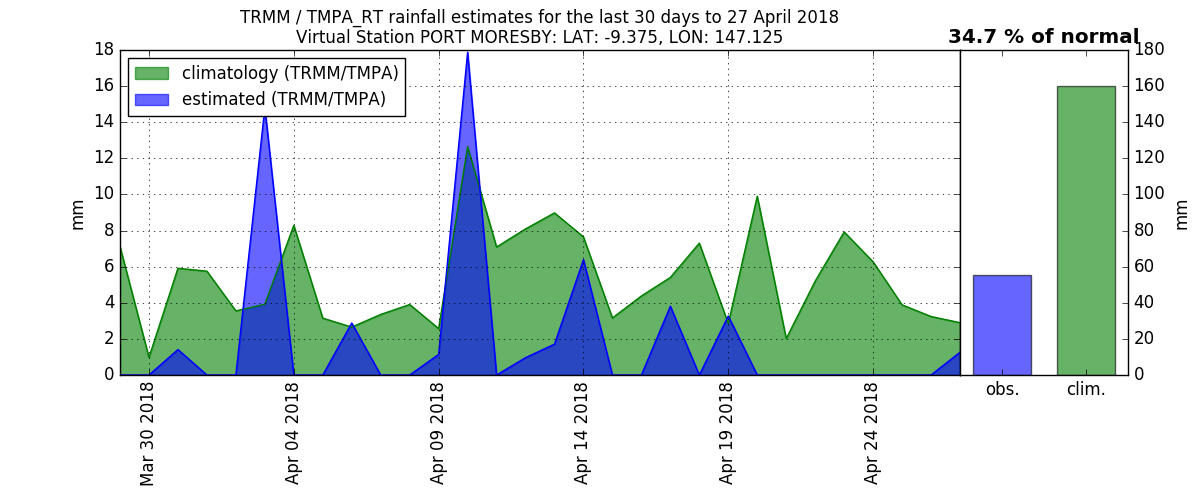 TRMM / TMPA_RT rainfall estimates for the last 30 days to 27 April 2018
Virtual Station PORT MORESBY: LAT: -9.375, LON: 147.125
34.7 % of normal
climatology (TRMM/TMPA)
estimated (TRMM/TMPA)
18
16
14
12
10
8
6
4
2
0
mm
Mar 30 2018
Apr 04 2018
Apr 09 2018
Apr 14 2018
Apr 19 2018
Apr 24 2018
obs.
clim.
180
160
140
120
100
80
60
40
20
0
mm